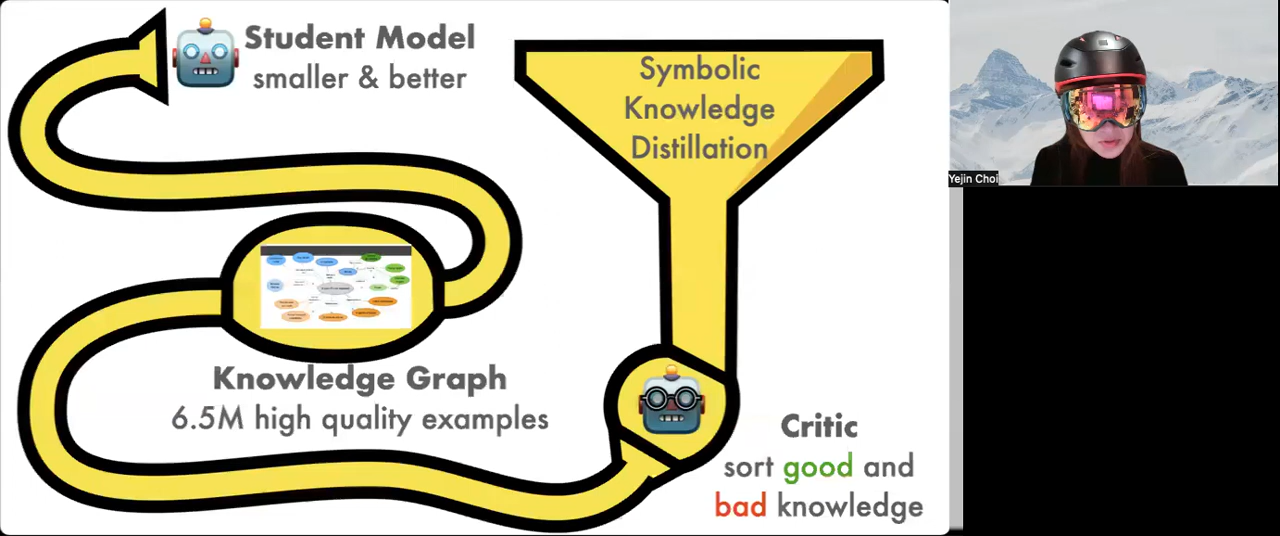 Student Model
smaller & better
Symbolic
Knowledge
Distillation
Yejin Choi
Knowledge Graph
6.5M high quality examples
Critic
sort good and
bad knowledge